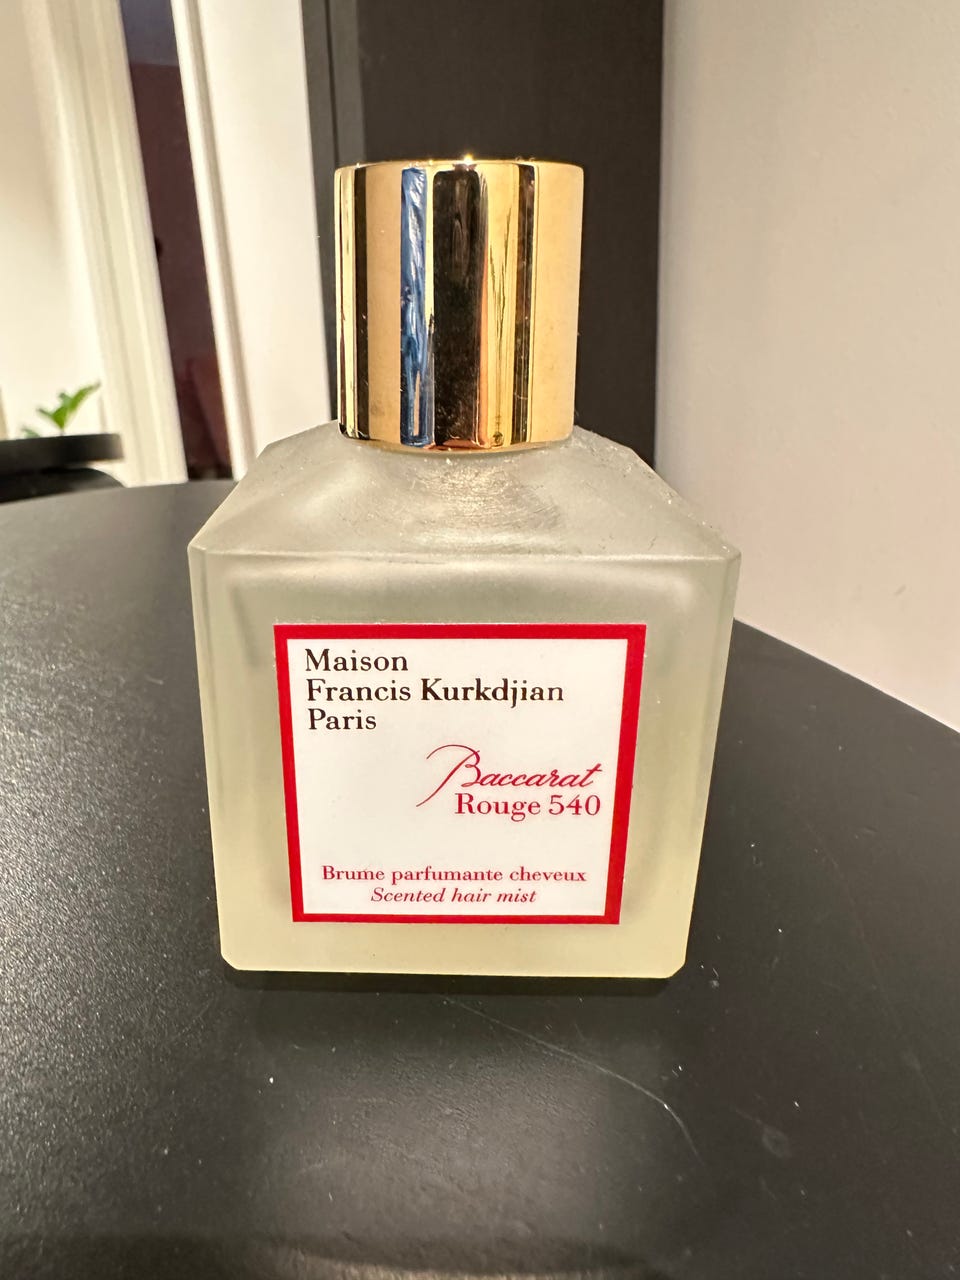 Maison
Francis Kurkdjian
Paris
Baccarat
Rouge 540
Brume parfumante cheveux
Scented hair mist